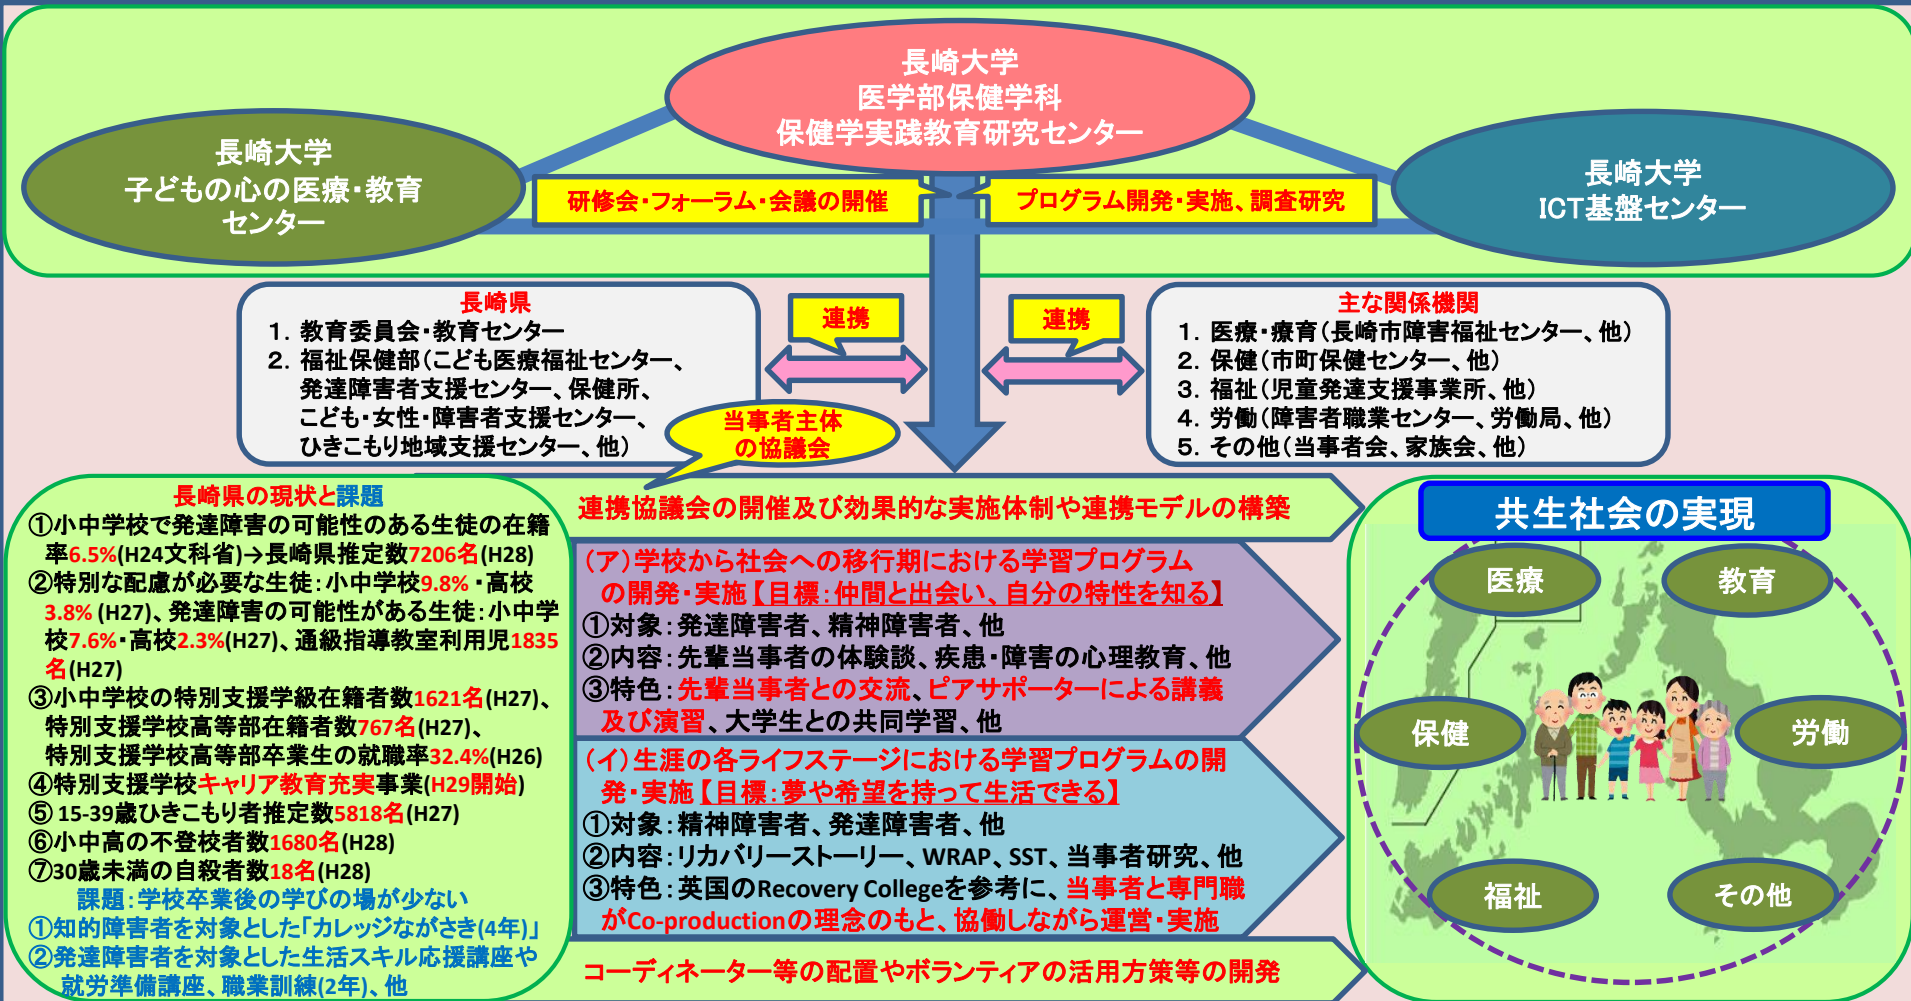 長崎大学
医学部保健学科
保健学実践教育研究センター
長崎大学
子どもの心の医療・教育
センター
長崎大学
ICT基盤センター
研修会・フォーラム・会議の開催
プログラム開発・実施、調査研究
長崎県
1. 教育委員会・教育センター
2. 福祉保健部(こども医療福祉センター、
発達障害者支援センター、保健所、
こども・女性・障害者支援センター、
ひきこもり地域支援センター、他)
連携
連携
主な関係機関
1. 医療・療育(長崎市障害福祉センター、他)
2. 保健(市町保健センター、他)
3. 福祉(児童発達支援事業所、他)
4. 労働(障害者職業センター、労働局、他)
5. その他(当事者会、家族会、他)
当事者主体
の協議会
長崎県の現状と課題
①小中学校で発達障害の可能性のある生徒の在籍
率6.5%(H24文科省)→長崎県推定数7206名(H28)
②特別な配慮が必要な生徒:小中学校9.8%・高校
3.8%(H27)、発達障害の可能性がある生徒:小中学
校7.6%・高校2.3%(H27)、通級指導教室利用児1835
名(H27)
③小中学校の特別支援学級在籍者数1621名(H27)、
特別支援学校高等部在籍者数767名(H27)、
特別支援学校高等部卒業生の就職率32.4%(H26)
④特別支援学校キャリア教育充実事業(H29開始)
⑤15-39歳ひきこもり者推定数5818名(H27)
⑥小中高の不登校者数1680名(H28)
⑦30歳未満の自殺者数18名(H28)
課題:学校卒業後の学びの場が少ない
①知的障害者を対象とした「カレッジながさき(4年)」
②発達障害者を対象とした生活スキル応援講座や
就労準備講座、職業訓練(2年)、他
連携協議会の開催及び効果的な実施体制や連携モデルの構築
(ア)学校から社会への移行期における学習プログラム
の開発・実施【目標:仲間と出会い、自分の特性を知る】
①対象:発達障害者、精神障害者、他
②内容:先輩当事者の体験談、疾患・障害の心理教育、他
③特色:先輩当事者との交流、ピアサポーターによる講義
及び演習、大学生との共同学習、他
(イ)生涯の各ライフステージにおける学習プログラムの開
発・実施【目標:夢や希望を持って生活できる】
①対象:精神障害者、発達障害者、他
②内容:リカバリーストーリー、WRAP、SST、当事者研究、他
③特色:英国のRecovery Collegeを参考に、当事者と専門職
がCo-productionの理念のもと、協働しながら運営・実施
コーディネーター等の配置やボランティアの活用方策等の開発
共生社会の実現
医療
教育
保健
労働
福祉
その他